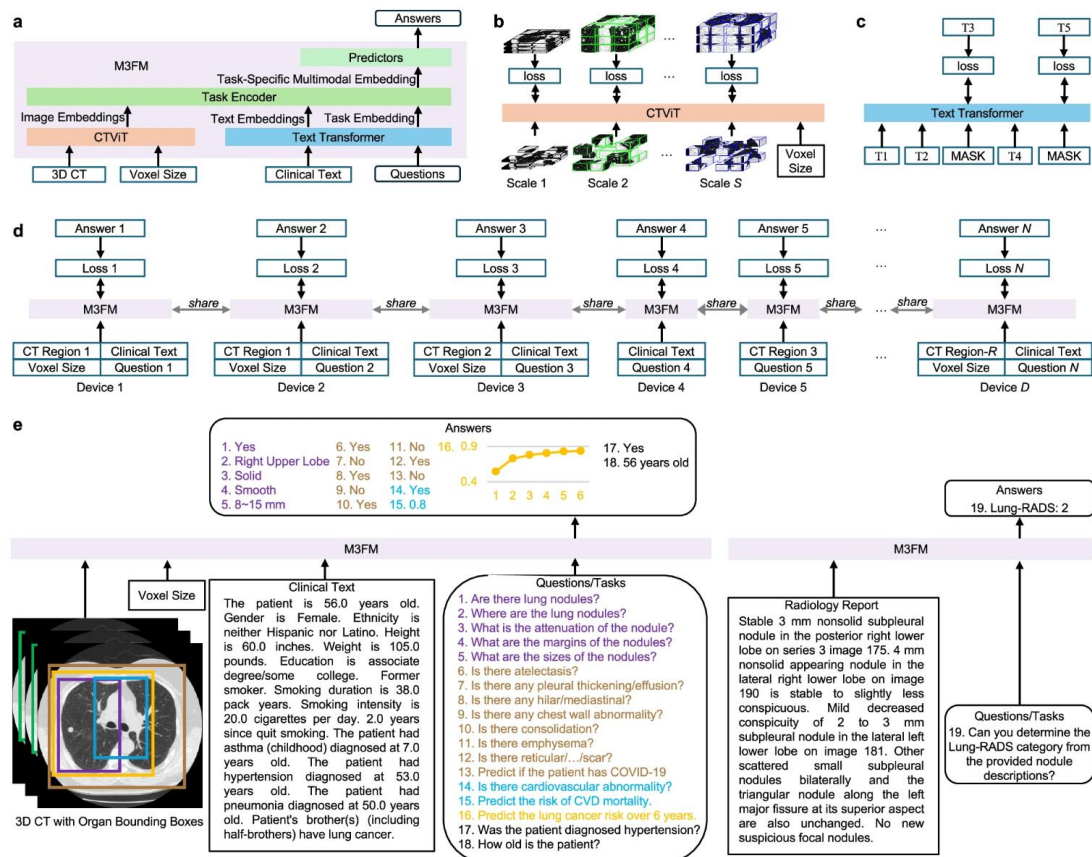 a
Answers
M3FM
Predictors
Task-Specific Multimodal Embedding
Task Encoder
Image Embeddings
Text Embeddings
Task Embedding
CTViT
Text Transformer
3D CT
Voxel Size
Clinical Text
Questions
b
...
loss
loss
...
loss
CTViT
...
Scale 1
Scale 2
Scale S
Voxel
Size
c
T3
T5
loss
loss
Text Transformer
T1
T2
MASK
T4
MASK
d
Answer 1
Answer 2
Answer 3
Answer 4
Answer 5
...
Answer N
Loss 1
Loss 2
Loss 3
Loss 4
Loss 5
...
Loss N
M3FM
share
M3FM
share
M3FM
share
M3FM
share
M3FM
share
...
share
M3FM
CT Region 1
Clinical Text
Voxel Size
Question 1
Device 1
CT Region 1
Clinical Text
Voxel Size
Question 2
Device 2
CT Region 2
Clinical Text
Voxel Size
Question 3
Device 3
Clinical Text
Question 4
Device 4
CT Region 3
Clinical Text
Voxel Size
Question 5
Device 5
...
CT Region-R
Clinical Text
Voxel Size
Question N
Device D
e
Answers
1. Yes
2. Right Upper Lobe
3. Solid
4. Smooth
5. 8~15 mm
6. Yes
7. No
8. Yes
9. No
10. Yes
11. No
12. Yes
13. No
14. Yes
15. 0.8
16.
0.9
0.4
1 2 3 4 5 6
17. Yes
18. 56 years old
M3FM
Voxel Size
3D CT with Organ Bounding Boxes
Clinical Text
The patient is 56.0 years old.
Gender is Female. Ethnicity is
neither Hispanic nor Latino. Height
is 60.0 inches. Weight is 105.0
pounds. Education is associate
degree/some college. Former
smoker. Smoking duration is 38.0
pack years. Smoking intensity is
20.0 cigarettes per day. 2.0 years
since quit smoking. The patient had
asthma (childhood) diagnosed at 7.0
years old. The patient had
hypertension diagnosed at 53.0
years old. The patient had
pneumonia diagnosed at 50.0 years
old. Patient's brother(s) (including
half-brothers) have lung cancer.
Questions/Tasks
1. Are there lung nodules?
2. Where are the lung nodules?
3. What is the attenuation of the nodule?
4. What are the margins of the nodules?
5. What are the sizes of the nodules?
6. Is there atelectasis?
7. Is there any pleural thickening/effusion?
8. Is there any hilar/mediastinal?
9. Is there any chest wall abnormality?
10. Is there consolidation?
11. Is there emphysema?
12. Is there reticular/.../scar?
13. Predict if the patient has COVID-19
14. Is there cardiovascular abnormality?
15. Predict the risk of CVD mortality.
16. Predict the lung cancer risk over 6 years.
17. Was the patient diagnosed hypertension?
18. How old is the patient?
Answers
19. Lung-RADS: 2
M3FM
Radiology Report
Stable 3 mm nonsolid subpleural
nodule in the posterior right lower
lobe on series 3 image 175. 4 mm
nonsolid appearing nodule in the
lateral right lower lobe on image
190 is stable to slightly less
conspicuous. Mild decreased
conspicuity of 2 to 3 mm
subpleural nodule in the lateral left
lower lobe on image 181. Other
scattered small subpleural
nodules bilaterally and the
triangular nodule along the left
major fissure at its superior aspect
are also unchanged. No new
suspicious focal nodules.
Questions/Tasks
19. Can you determine the
Lung-RADS category from
the provided nodule
descriptions?